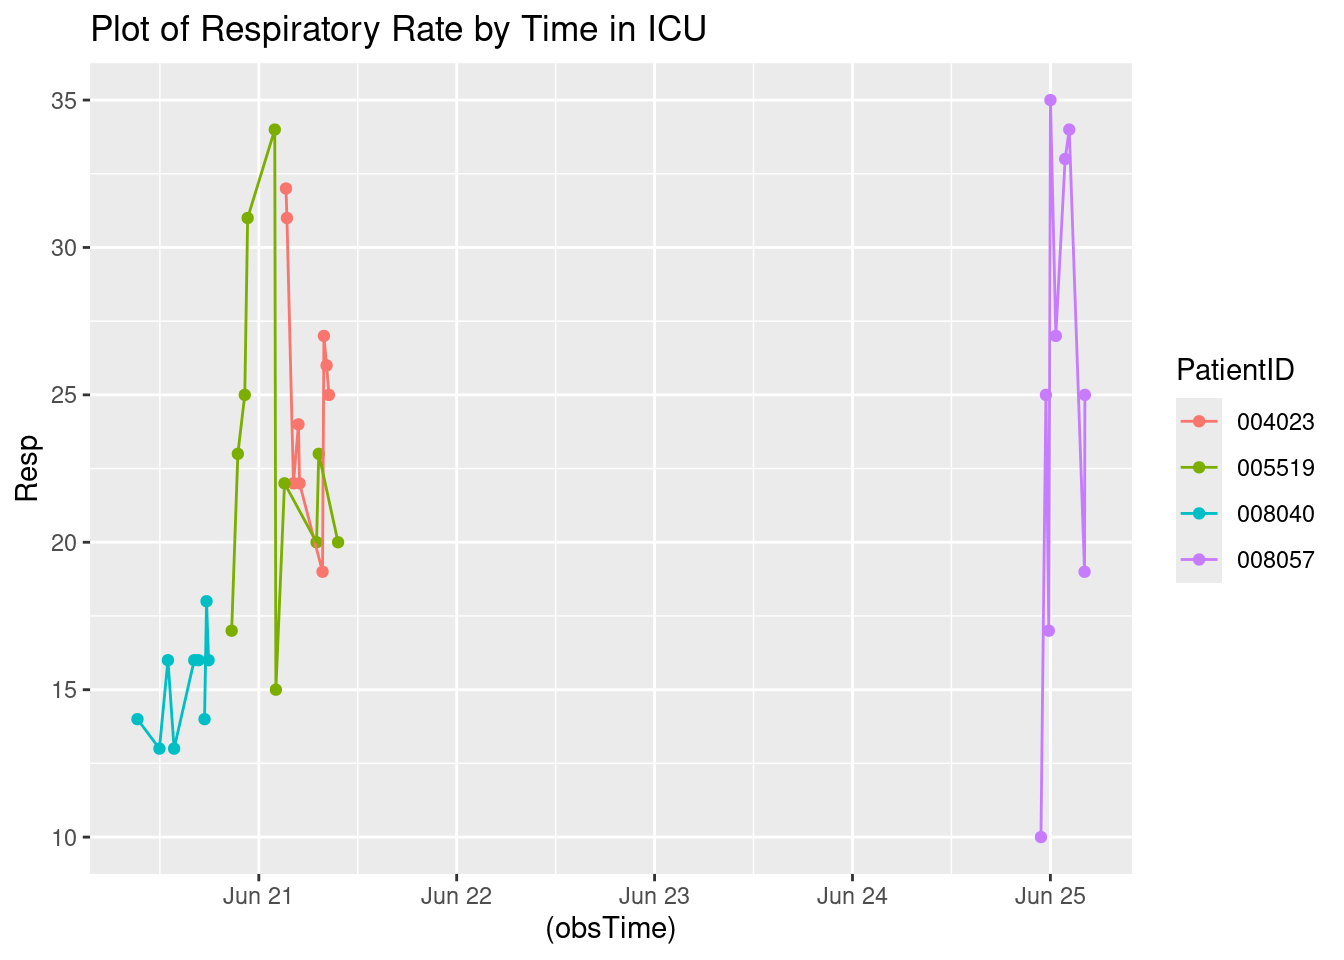 Plot of Respiratory Rate by Time in ICU
35
30
25
20
15
10
Resp
Jun 21
Jun 22
Jun 23
Jun 24
Jun 25
(obsTime)
PatientID
004023
005519
008040
008057